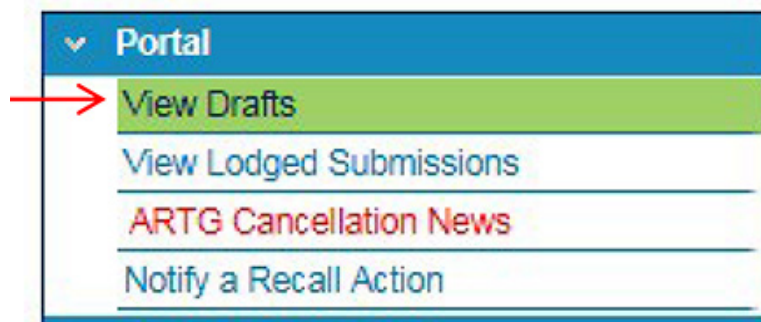 Portal
View Drafts
View Lodged Submissions
ARTG Cancellation News
Notify a Recall Action